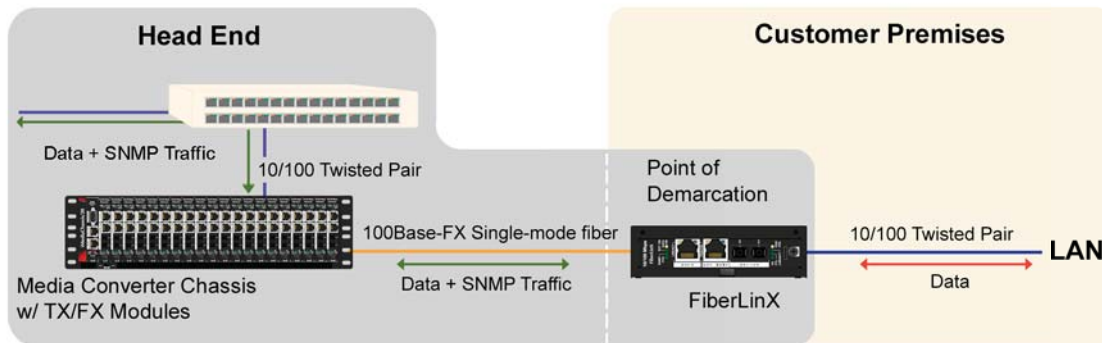 Head End
Customer Premises
Data + SNMP Traffic
10/100 Twisted Pair
Point of
Demarcation
100Base-FX Single-mode fiber
10/100 Twisted Pair
LAN
Data + SNMP Traffic
Data
Media Converter Chassis
w/ TX/FX Modules
FiberLinX